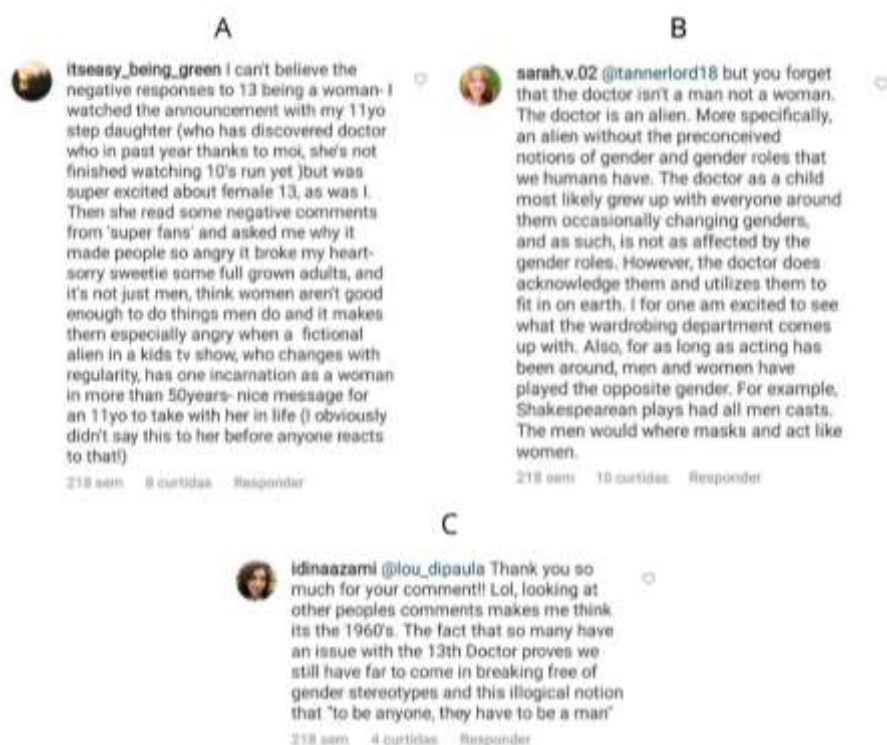 A
itseasy_being_green I can't believe the
negative responses to 13 being a woman- I
watched the announcement with my 11yo
step daughter (who has discovered doctor
who in past year thanks to moi, she's not
finished watching 10's run yet )but was
super excited about female 13, as was I.
Then she read some negative comments
from 'super fans' and asked me why it
made people so angry it broke my heart-
sorry sweetie some full grown adults, and
it's not just men, think women aren't good
enough to do things men do and it makes
them especially angry when a fictional
alien in a kids tv show, who changes with
regularity, has one incarnation as a woman
in more than 50years- nice message for
an 11yo to take with her in life (I obviously
didn't say this to her before anyone reacts
to that!)
218 sem 8 curtidas Responder
B
sarah.v.02 @tannerlord18 but you forget
that the doctor isn't a man not a woman.
The doctor is an alien. More specifically,
an alien without the preconceived
notions of gender and gender roles that
we humans have. The doctor as a child
most likely grew up with everyone around
them occasionally changing genders,
and as such, is not as affected by the
gender roles. However, the doctor does
acknowledge them and utilizes them to
fit in on earth. I for one am excited to see
what the wardrobing department comes
up with. Also, for as long as acting has
been around, men and women have
played the opposite gender. For example,
Shakespearean plays had all men casts.
The men would where masks and act like
women.
218 sem 10 curtidas Responder
C
idinaazami @lou_dipaula Thank you so
much for your comment!! Lol, looking at
other peoples comments makes me think
its the 1960's. The fact that so many have
an issue with the 13th Doctor proves we
still have far to come in breaking free of
gender stereotypes and this illogical notion
that "to be anyone, they have to be a man"
218 sem 4 curtidas Responder